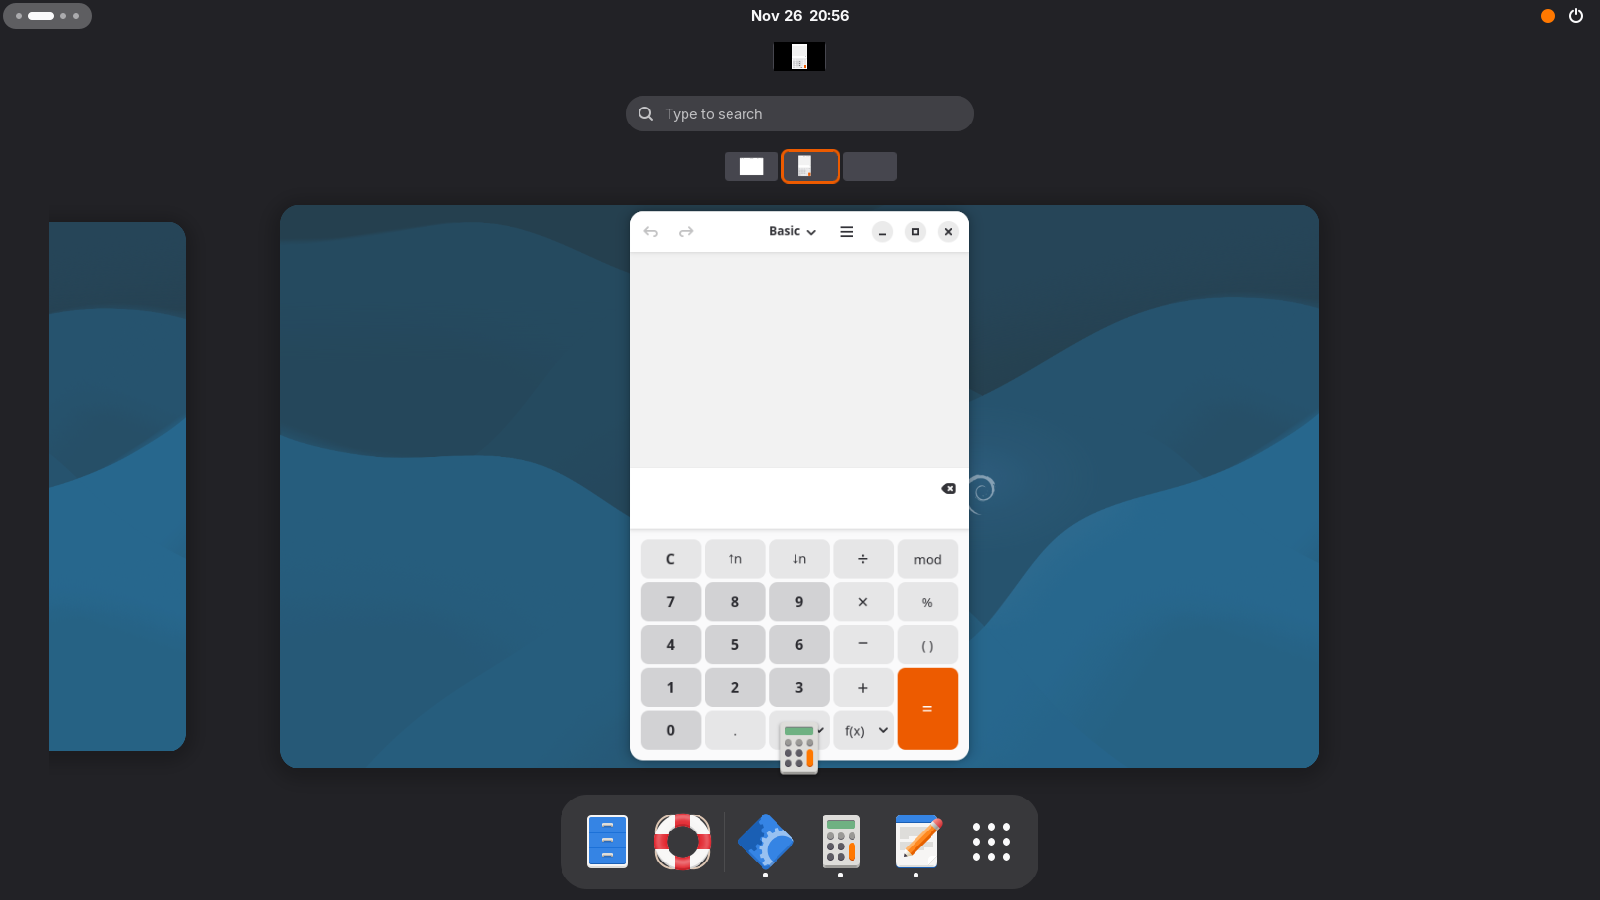 Nov 26 20:56
Type to search
Basic
C ↑n ↓n ÷ mod
7 8 9 × %
4 5 6 − ( )
1 2 3 +
=
0 . f(x)